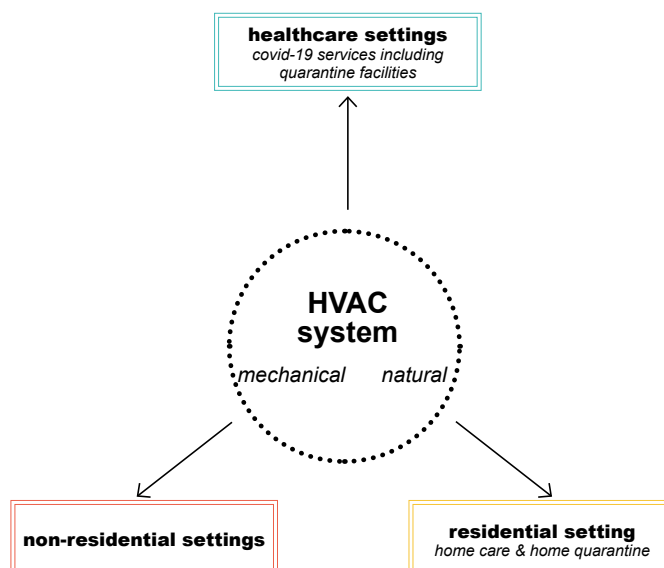 healthcare settings
covid-19 services including
quarantine facilities
HVAC
system
mechanical natural
non-residential settings
residential setting
home care & home quarantine